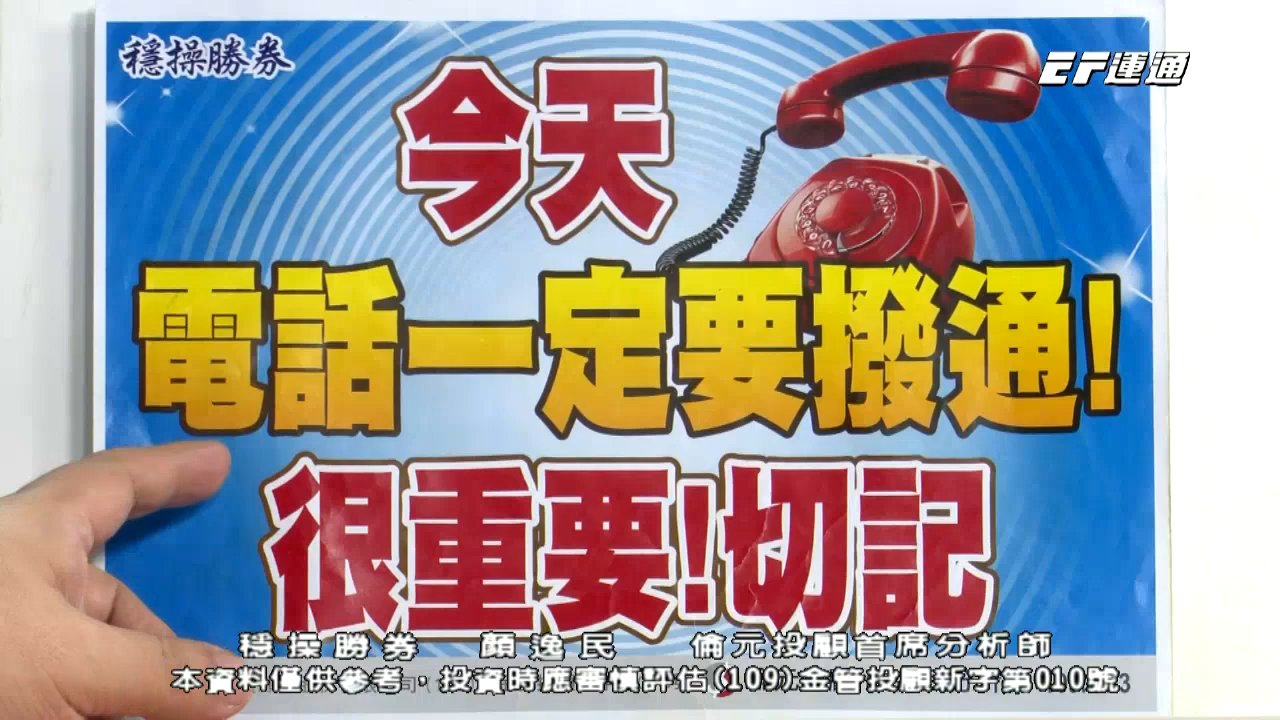 穩操勝券
EF運通
今天
電話一定要撥通!
很重要!切記
穩操勝券 顏逸民 倫元投顧首席分析師
本資料僅供參考,投資時應審慎評估(109)金管投顧新字第010號